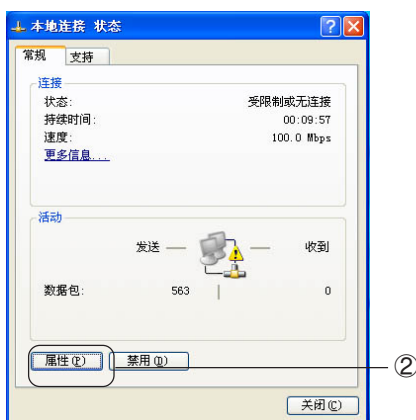 本地连接 状态
常规 支持
连接
状态: 受限制或无连接
持续时间: 00:09:57
速度: 100.0 Mbps
更多信息...
活动
发送 — — 收到
数据包: 563 | 0
属性(P) 禁用(D)
②
关闭(C)